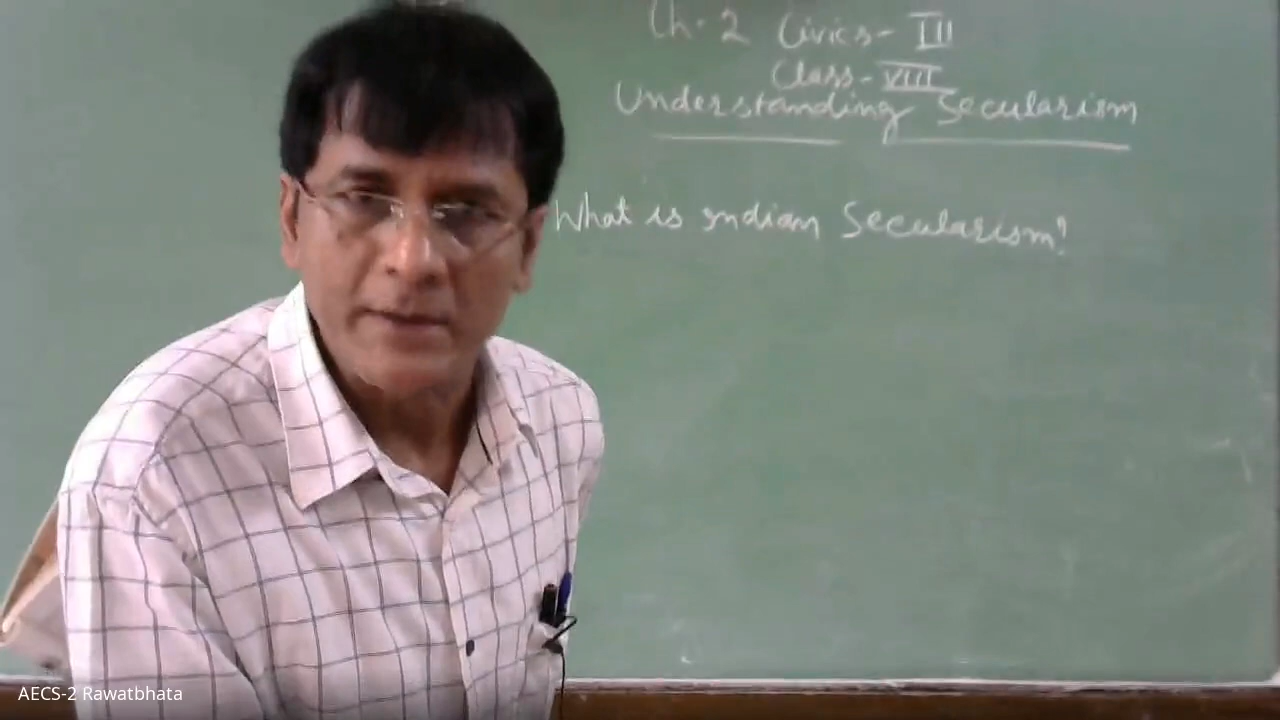 Ch. 2 Civics - III
Class - VIII
Understanding Secularism
What is Indian Secularism?
AECS-2 Rawatbhata